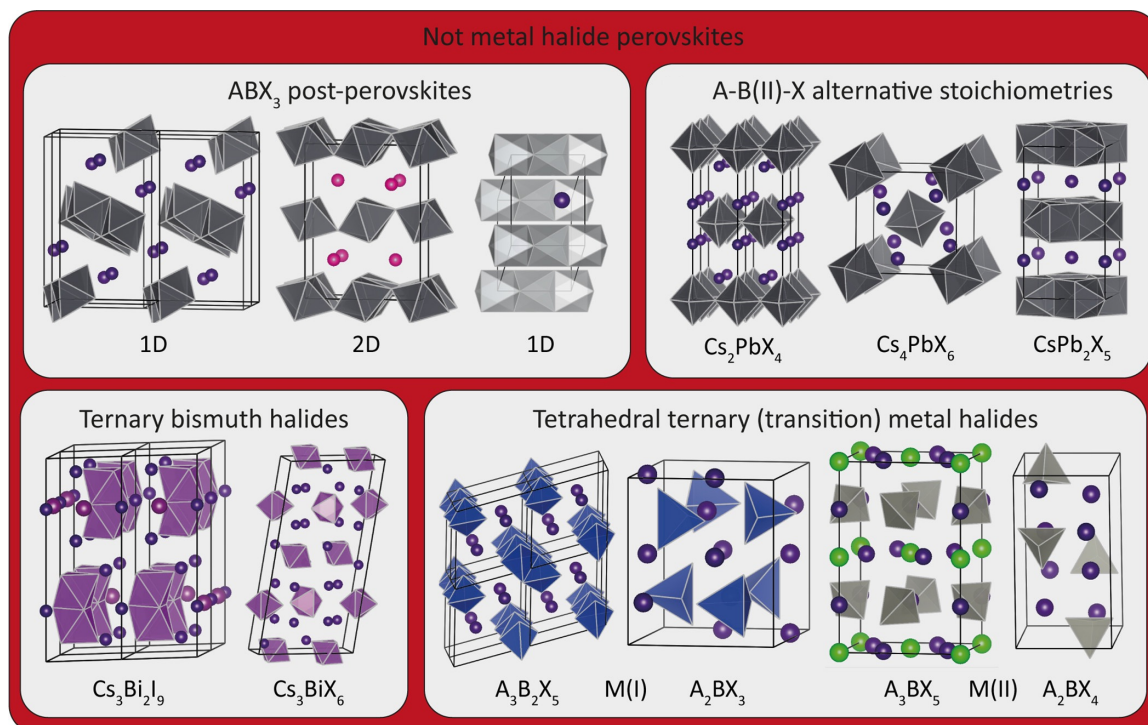 Not metal halide perovskites
ABX₃ post-perovskites
1D 2D 1D
A-B(II)-X alternative stoichiometries
Cs₂PbX₄ Cs₄PbX₆ CsPb₂X₅
Ternary bismuth halides
Cs₃Bi₂I₉ Cs₃BiX₆
Tetrahedral ternary (transition) metal halides
A₃B₂X₅ M(I) A₂BX₃ A₃BX₅ M(II) A₂BX₄